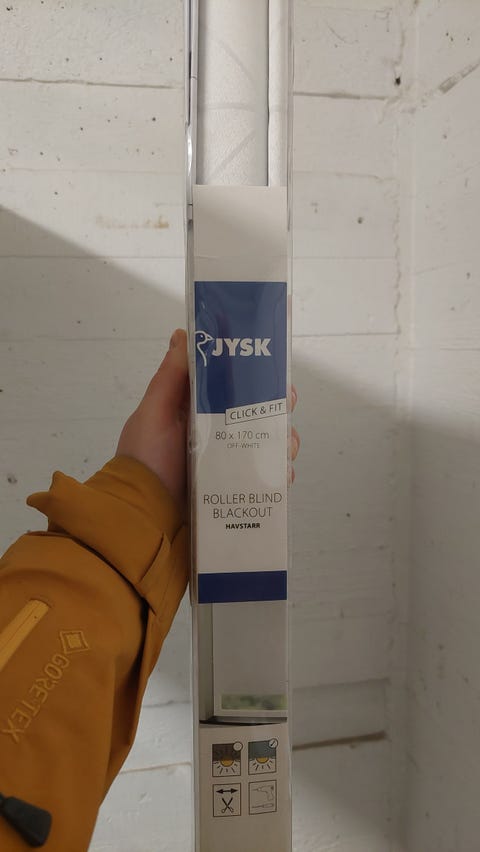 JYSK
CLICK & FIT
80 x 170 cm
OFF-WHITE
ROLLER BLIND
BLACKOUT
HAVSTARR
GORE-TEX